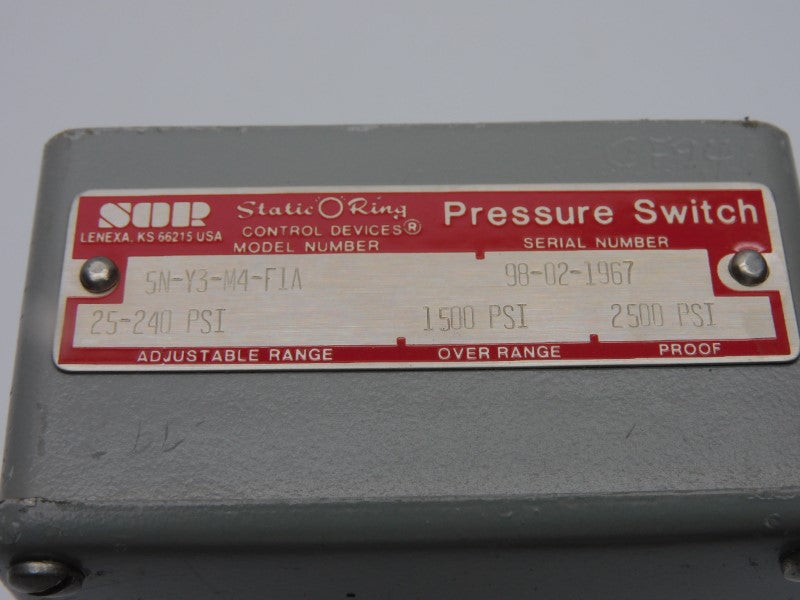 SOR Static O Ring Pressure Switch
LENEXA, KS 66215 USA CONTROL DEVICES®
MODEL NUMBER SERIAL NUMBER
5N-Y3-M4-F1A 98-02-1967
25-240 PSI 1500 PSI 2500 PSI
ADJUSTABLE RANGE OVER RANGE PROOF